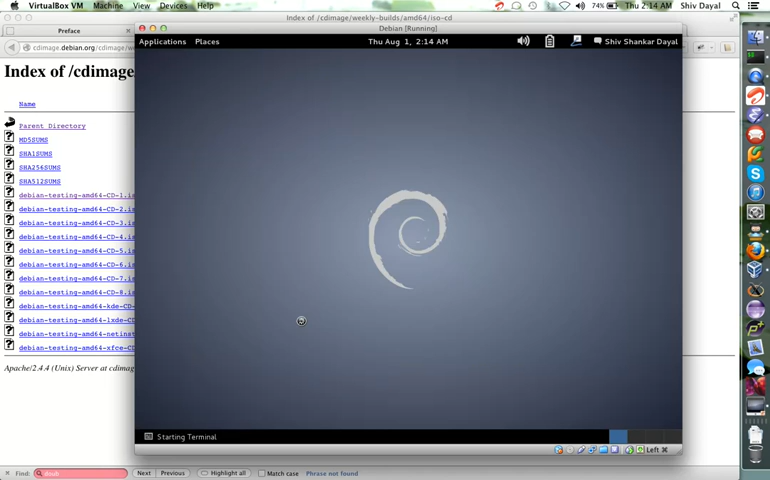 VirtualBox VM Machine View Devices Help
74% Thu 2:14 AM Shiv Dayal
Index of /cdimage/weekly-builds/amd64/iso-cd
Preface
Debian [Running]
cdimage.debian.org/cdimage/w
Applications Places Thu Aug 1, 2:14 AM Shiv Shankar Dayal
Index of /cdimage
Name
Parent Directory
MD5SUMS
SHA1SUMS
SHA256SUMS
SHA512SUMS
debian-testing-amd64-CD-1.is
debian-testing-amd64-CD-2.is
debian-testing-amd64-CD-3.is
debian-testing-amd64-CD-4.is
debian-testing-amd64-CD-5.is
debian-testing-amd64-CD-6.is
debian-testing-amd64-CD-7.is
debian-testing-amd64-CD-8.is
debian-testing-amd64-kde-CD-
debian-testing-amd64-lxde-CD
debian-testing-amd64-netinst
debian-testing-amd64-xfce-CD
Apache/2.4.4 (Unix) Server at cdimag
Starting Terminal
Left ⌘
Find: doub Next Previous Highlight all Match case Phrase not found